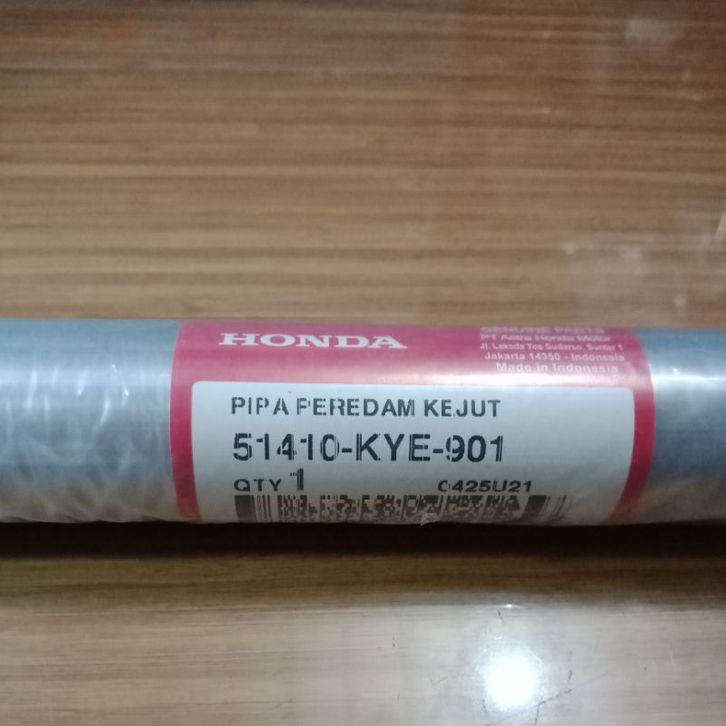 HONDA
GENUINE PARTS
PT Astra Honda Motor
Jl. Laksda Yos Sudarso, Sunter 1
Jakarta 14350 - Indonesia
Made in Indonesia
PIPA PEREDAM KEJUT
51410-KYE-901
QTY 1 0425U21